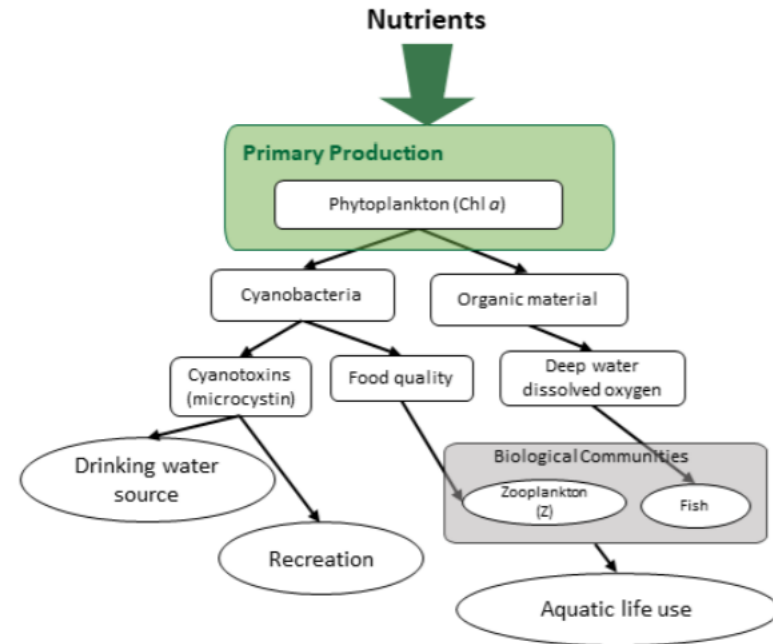 Nutrients
Primary Production
Phytoplankton (Chl a)
Cyanobacteria
Organic material
Cyanotoxins
(microcystin)
Food quality
Deep water
dissolved oxygen
Drinking water
source
Biological Communities
Zooplankton
(Z)
Fish
Recreation
Aquatic life use